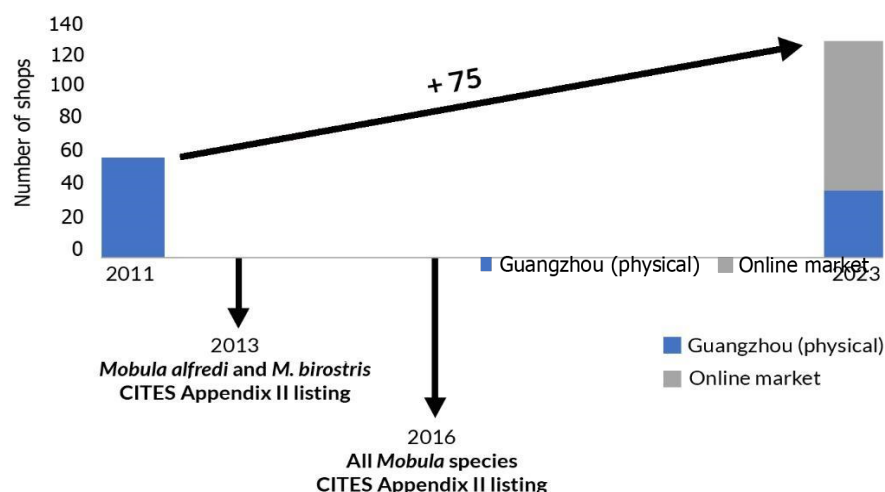 140
120
100
80
60
40
20
0
Number of shops
+ 75
2011
2023
Guangzhou (physical)
Online market
2013
Mobula alfredi and M. birostris
CITES Appendix II listing
Guangzhou (physical)
Online market
2016
All Mobula species
CITES Appendix II listing